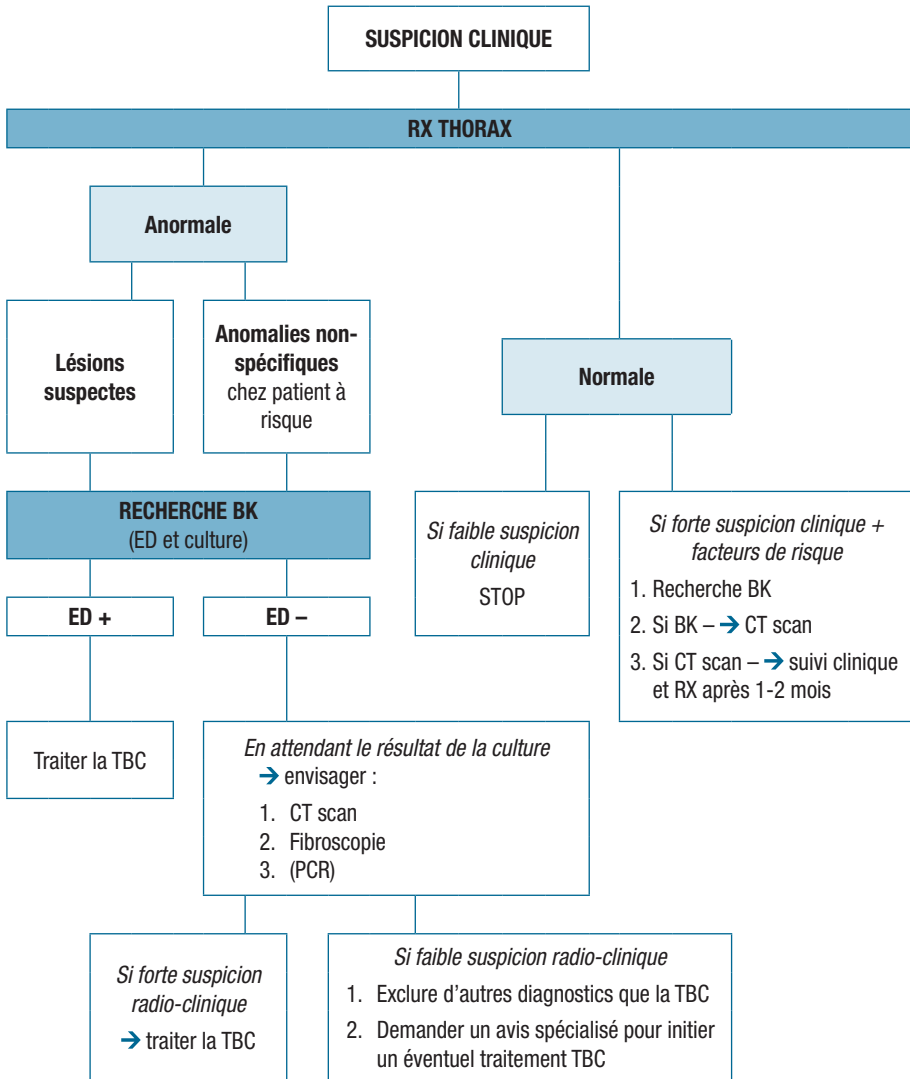 SUSPICION CLINIQUE
RX THORAX
Anormale
Lésions
suspectes
Anomalies non-
spécifiques
chez patient à
risque
Normale
RECHERCHE BK
(ED et culture)
Si faible suspicion
clinique
STOP
Si forte suspicion clinique +
facteurs de risque
1. Recherche BK
2. Si BK – → CT scan
3. Si CT scan – → suivi clinique
et RX après 1-2 mois
ED +
ED –
Traiter la TBC
En attendant le résultat de la culture
→ envisager :
1. CT scan
2. Fibroscopie
3. (PCR)
Si forte suspicion
radio-clinique
→ traiter la TBC
Si faible suspicion radio-clinique
1. Exclure d'autres diagnostics que la TBC
2. Demander un avis spécialisé pour initier
un éventuel traitement TBC